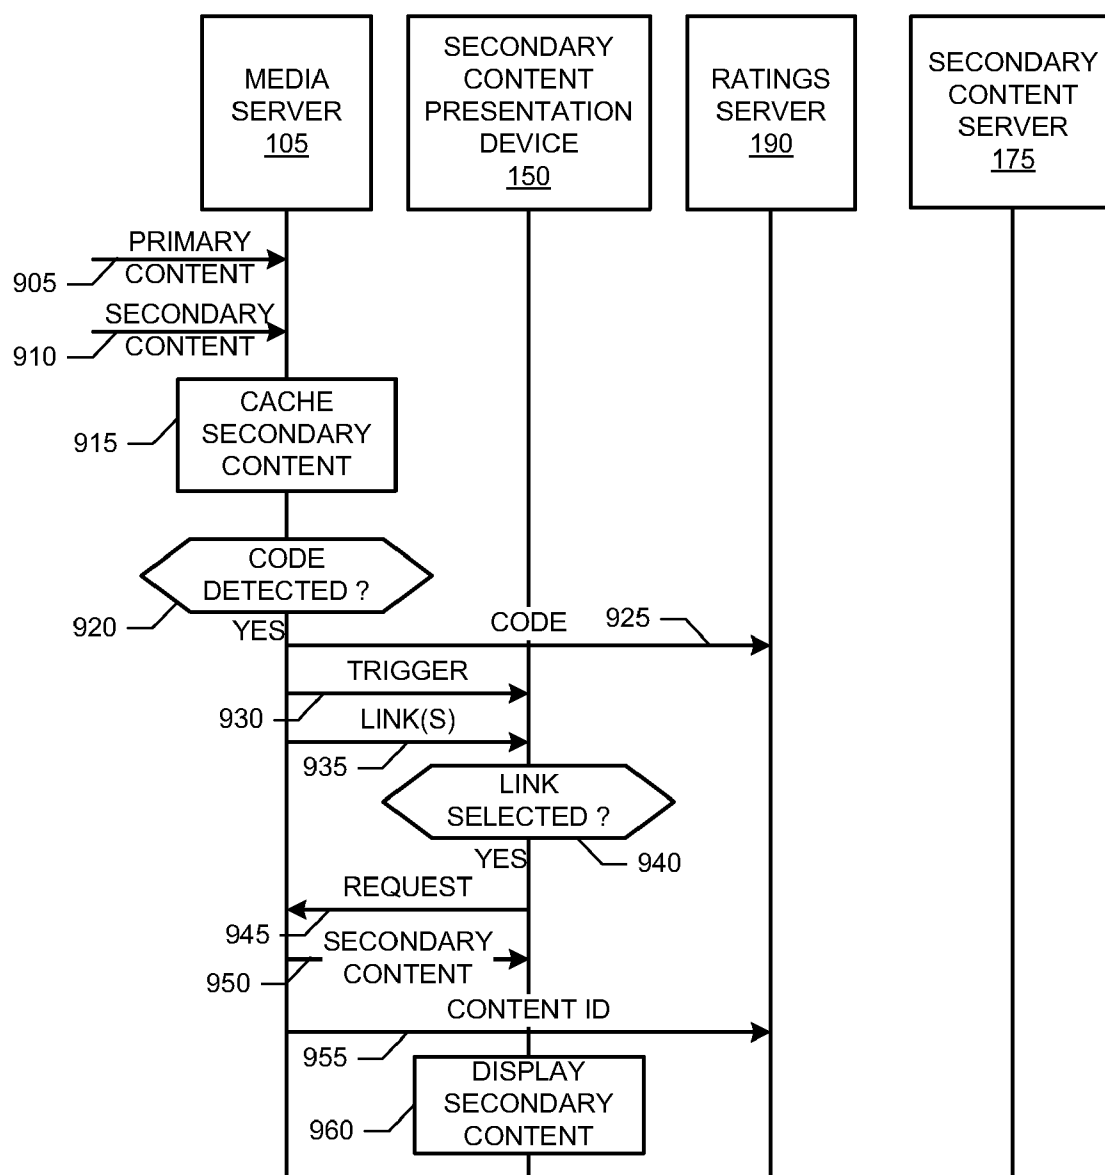 MEDIA
SERVER
105
SECONDARY
CONTENT
PRESENTATION
DEVICE
150
RATINGS
SERVER
190
SECONDARY
CONTENT
SERVER
175
PRIMARY
CONTENT
905
SECONDARY
CONTENT
910
CACHE
SECONDARY
CONTENT
915
CODE
DETECTED ?
920
YES
CODE
925
TRIGGER
930
LINK(S)
935
LINK
SELECTED ?
940
YES
REQUEST
945
SECONDARY
CONTENT
950
CONTENT ID
955
DISPLAY
SECONDARY
CONTENT
960